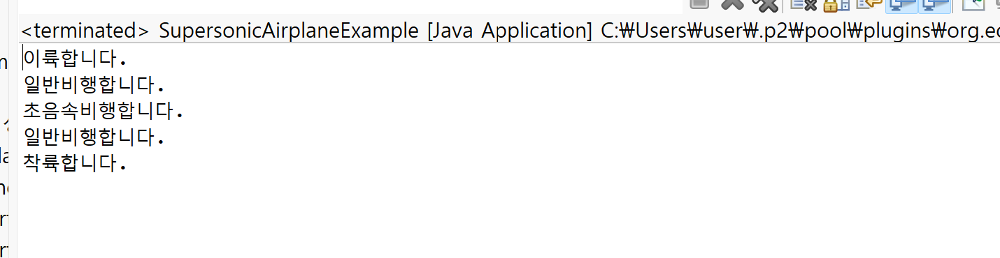 <terminated> SupersonicAirplaneExample [Java Application] C:₩Users₩user₩.p2₩pool₩plugins₩org.ec
이륙합니다.
일반비행합니다.
초음속비행합니다.
일반비행합니다.
착륙합니다.